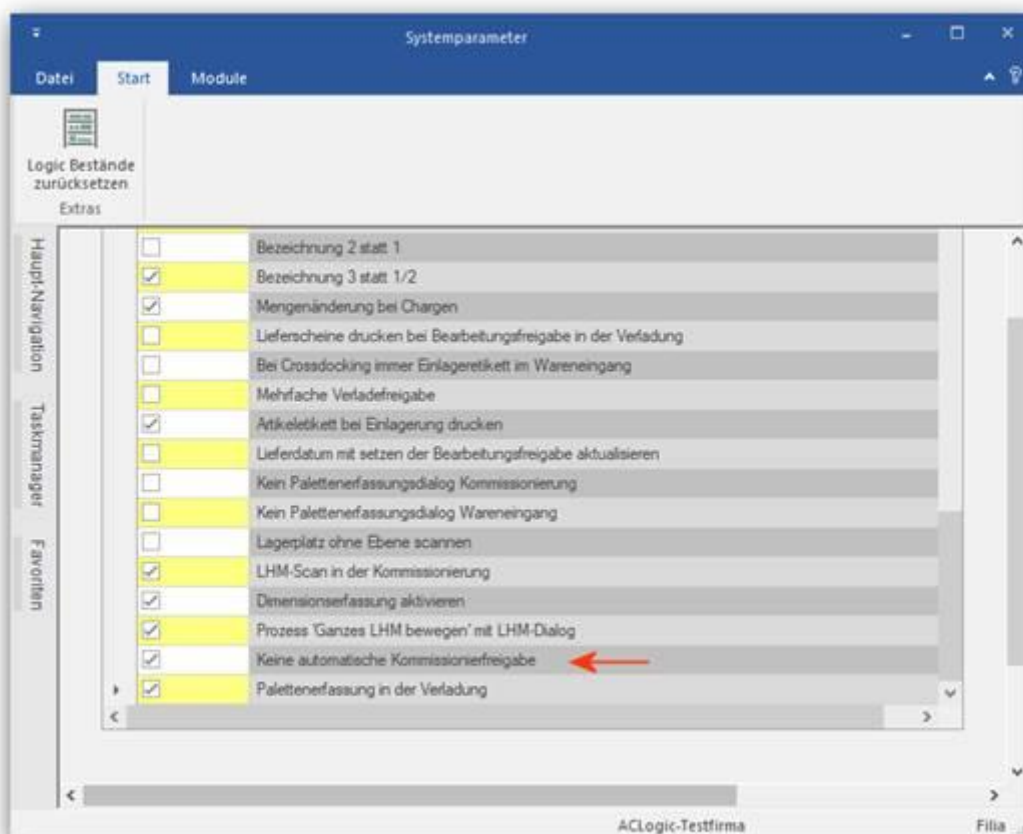 Systemparameter
Datei Start Module
Logic Bestände
zurücksetzen
Extras
Haupt-Navigation
Taskmanager
Favoriten
Bezeichnung 2 statt 1
Bezeichnung 3 statt 1/2
Mengenänderung bei Chargen
Lieferscheine drucken bei Bearbeitungsfreigabe in der Verladung
Bei Crossdocking immer Einlageretikett im Wareneingang
Mehrfache Verladefreigabe
Artikeletikett bei Einlagerung drucken
Lieferdatum mit setzen der Bearbeitungsfreigabe aktualisieren
Kein Palettenerfassungsdialog Kommissionierung
Kein Palettenerfassungsdialog Wareneingang
Lagerplatz ohne Ebene scannen
LHM-Scan in der Kommissionierung
Dimensionserfassung aktivieren
Prozess 'Ganzes LHM bewegen' mit LHM-Dialog
Keine automatische Kommissionierfreigabe
Palettenerfassung in der Verladung
ACLogic-Testfirma
Filia